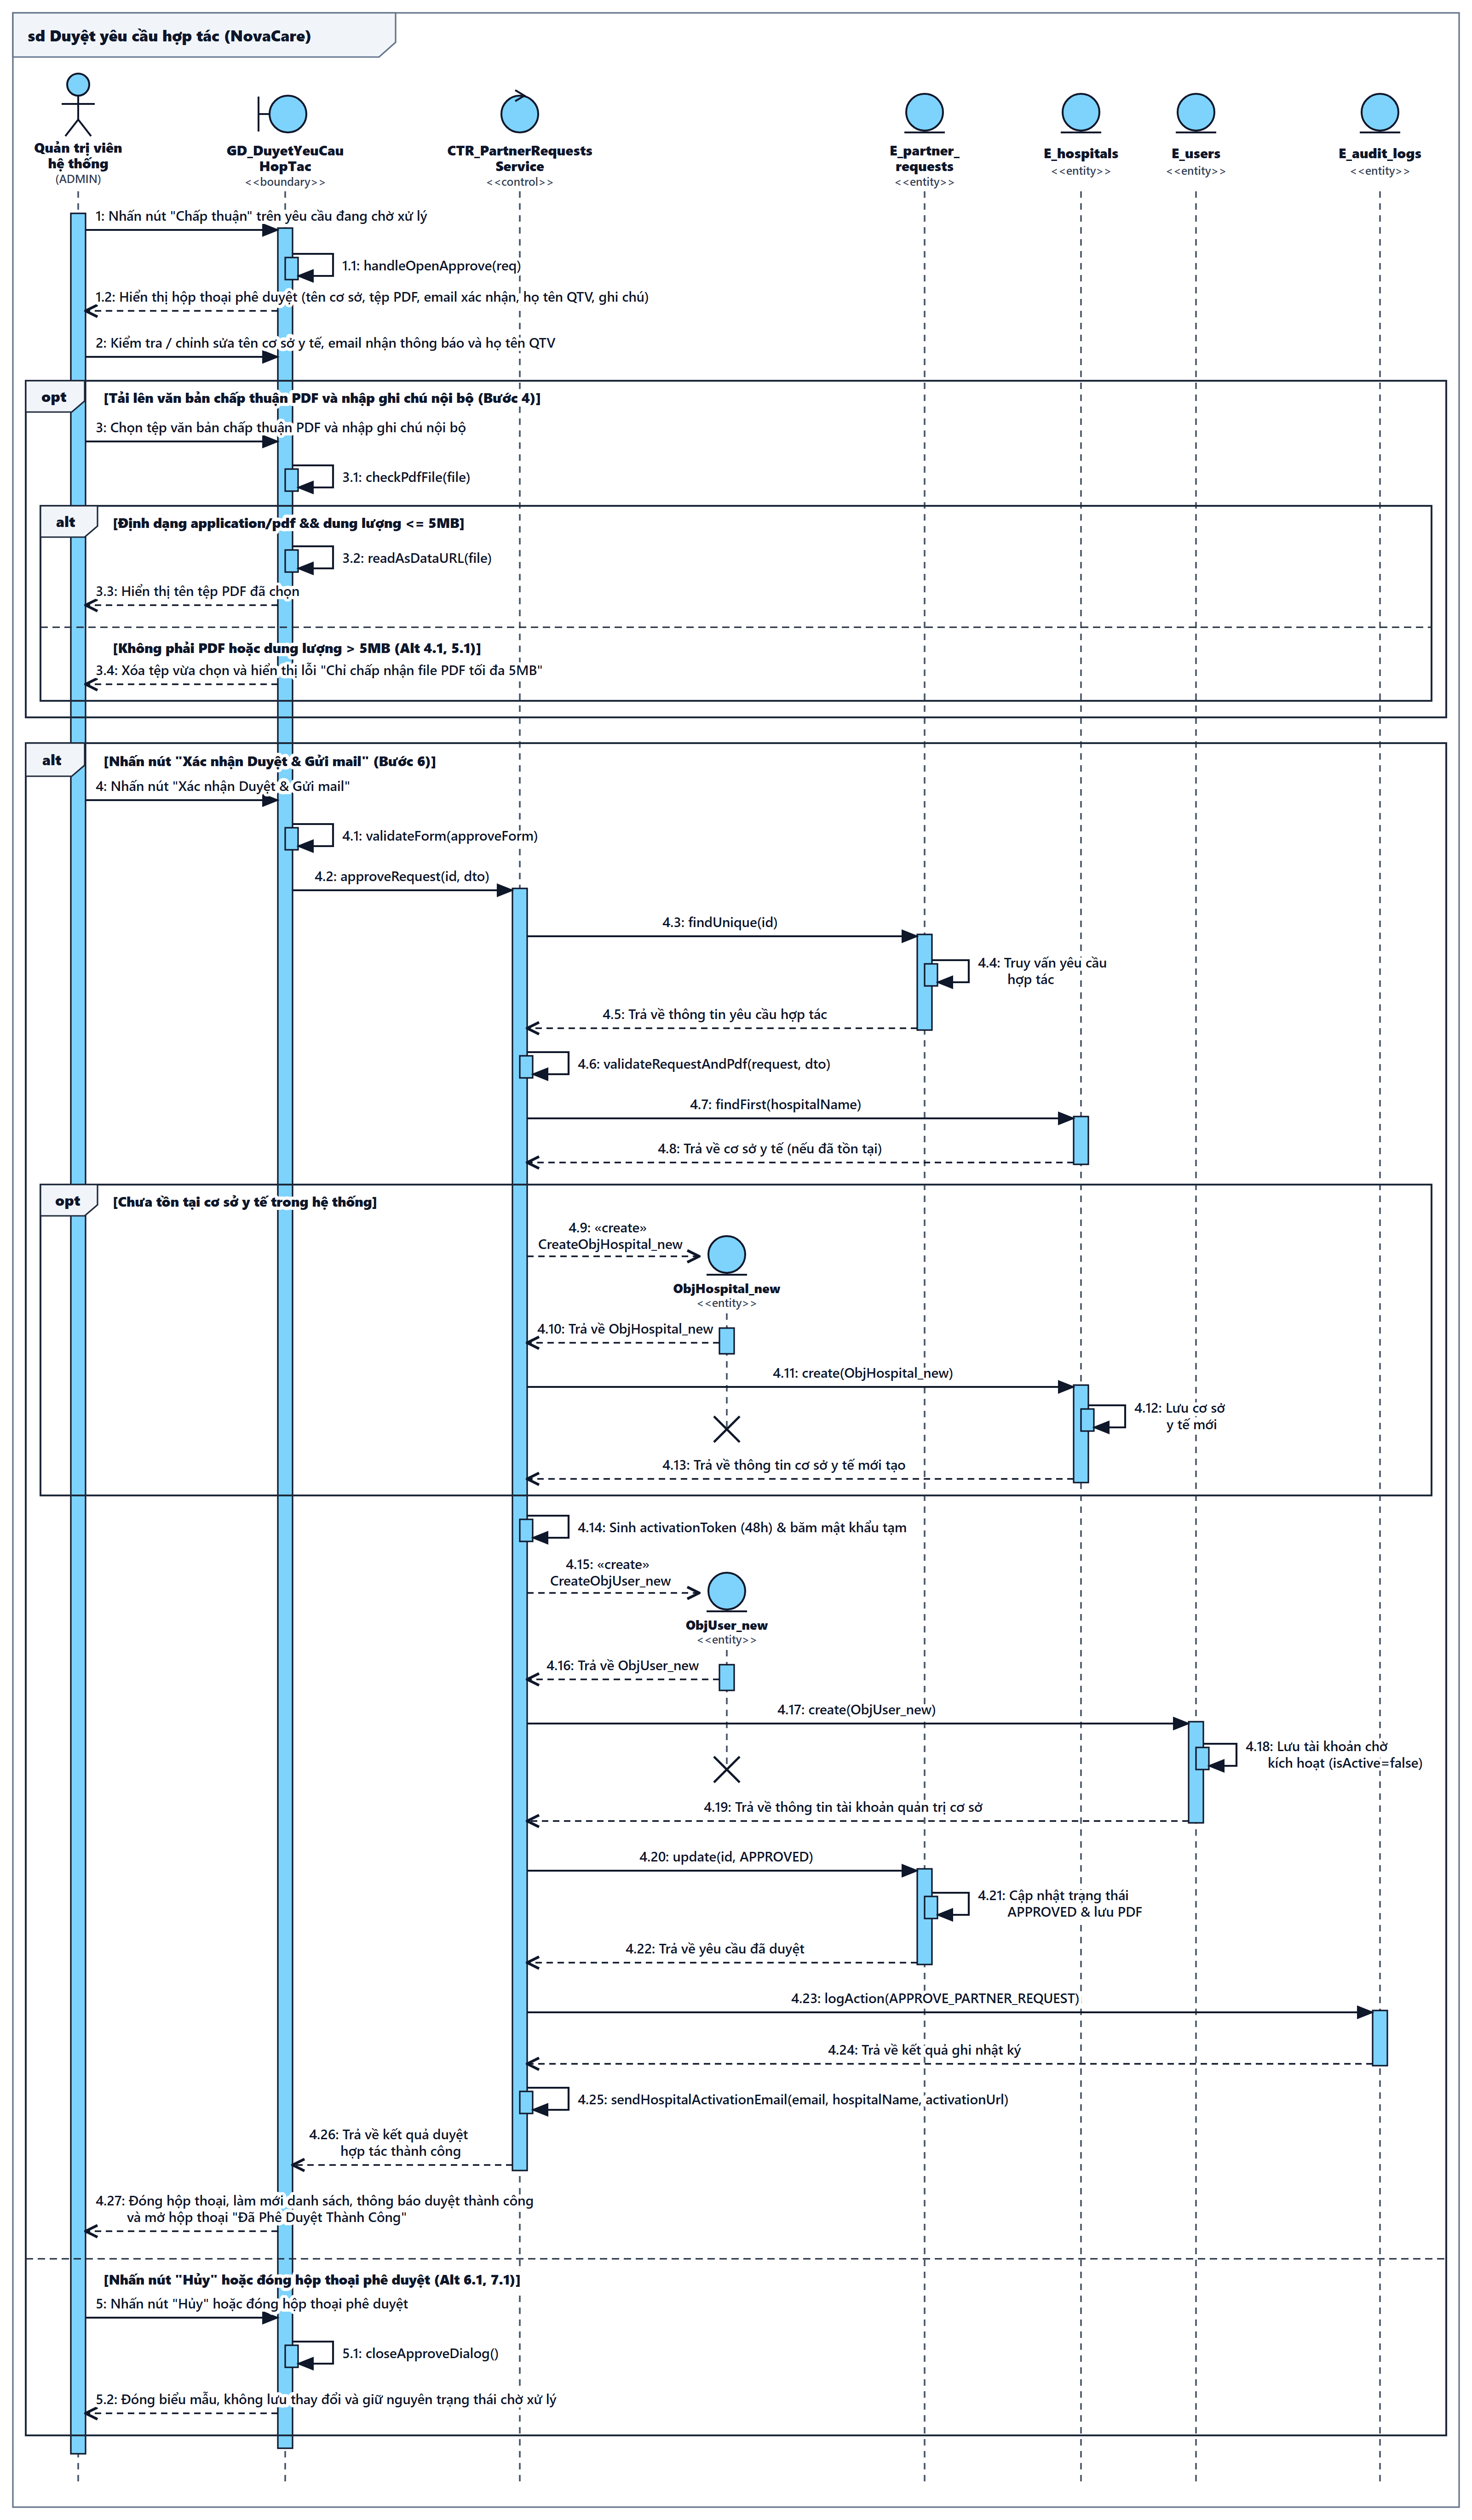 sd Duyệt yêu cầu hợp tác (NovaCare)
Quản trị viên
hệ thống
(ADMIN)
GD_DuyetYeuCau
HopTac
<<boundary>>
CTR_PartnerRequests
Service
<<control>>
E_partner_
requests
<<entity>>
E_hospitals
<<entity>>
E_users
<<entity>>
E_audit_logs
<<entity>>
1: Nhấn nút "Chấp thuận" trên yêu cầu đang chờ xử lý
1.1: handleOpenApprove(req)
1.2: Hiển thị hộp thoại phê duyệt (tên cơ sở, tệp PDF, email xác nhận, họ tên QTV, ghi chú)
2: Kiểm tra / chỉnh sửa tên cơ sở y tế, email nhận thông báo và họ tên QTV
opt
[Tải lên văn bản chấp thuận PDF và nhập ghi chú nội bộ (Bước 4)]
3: Chọn tệp văn bản chấp thuận PDF và nhập ghi chú nội bộ
3.1: checkPdfFile(file)
alt
[Định dạng application/pdf && dung lượng <= 5MB]
3.2: readAsDataURL(file)
3.3: Hiển thị tên tệp PDF đã chọn
[Không phải PDF hoặc dung lượng > 5MB (Alt 4.1, 5.1)]
3.4: Xóa tệp vừa chọn và hiển thị lỗi "Chỉ chấp nhận file PDF tối đa 5MB"
alt
[Nhấn nút "Xác nhận Duyệt & Gửi mail" (Bước 6)]
4: Nhấn nút "Xác nhận Duyệt & Gửi mail"
4.1: validateForm(approveForm)
4.2: approveRequest(id, dto)
4.3: findUnique(id)
4.4: Truy vấn yêu cầu
hợp tác
4.5: Trả về thông tin yêu cầu hợp tác
4.6: validateRequestAndPdf(request, dto)
4.7: findFirst(hospitalName)
4.8: Trả về cơ sở y tế (nếu đã tồn tại)
opt
[Chưa tồn tại cơ sở y tế trong hệ thống]
4.9: «create»
CreateObjHospital_new
ObjHospital_new
<<entity>>
4.10: Trả về ObjHospital_new
4.11: create(ObjHospital_new)
4.12: Lưu cơ sở
y tế mới
4.13: Trả về thông tin cơ sở y tế mới tạo
4.14: Sinh activationToken (48h) & băm mật khẩu tạm
4.15: «create»
CreateObjUser_new
ObjUser_new
<<entity>>
4.16: Trả về ObjUser_new
4.17: create(ObjUser_new)
4.18: Lưu tài khoản chờ
kích hoạt (isActive=false)
4.19: Trả về thông tin tài khoản quản trị cơ sở
4.20: update(id, APPROVED)
4.21: Cập nhật trạng thái
APPROVED & lưu PDF
4.22: Trả về yêu cầu đã duyệt
4.23: logAction(APPROVE_PARTNER_REQUEST)
4.24: Trả về kết quả ghi nhật ký
4.25: sendHospitalActivationEmail(email, hospitalName, activationUrl)
4.26: Trả về kết quả duyệt
hợp tác thành công
4.27: Đóng hộp thoại, làm mới danh sách, thông báo duyệt thành công
và mở hộp thoại "Đã Phê Duyệt Thành Công"
[Nhấn nút "Hủy" hoặc đóng hộp thoại phê duyệt (Alt 6.1, 7.1)]
5: Nhấn nút "Hủy" hoặc đóng hộp thoại phê duyệt
5.1: closeApproveDialog()
5.2: Đóng biểu mẫu, không lưu thay đổi và giữ nguyên trạng thái chờ xử lý